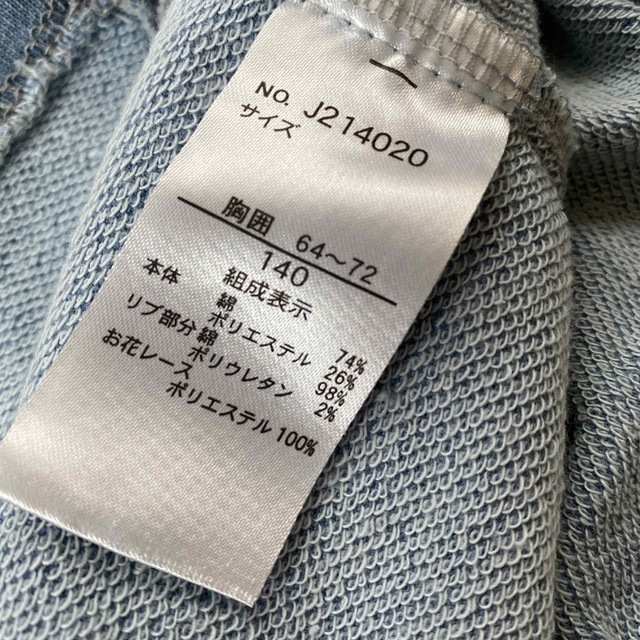 NO. J214020
サイズ
胸囲 64～72
140
組成表示
本体 綿 74%
ポリエステル 26%
リブ部分綿 98%
ポリウレタン 2%
お花レース
ポリエステル 100%